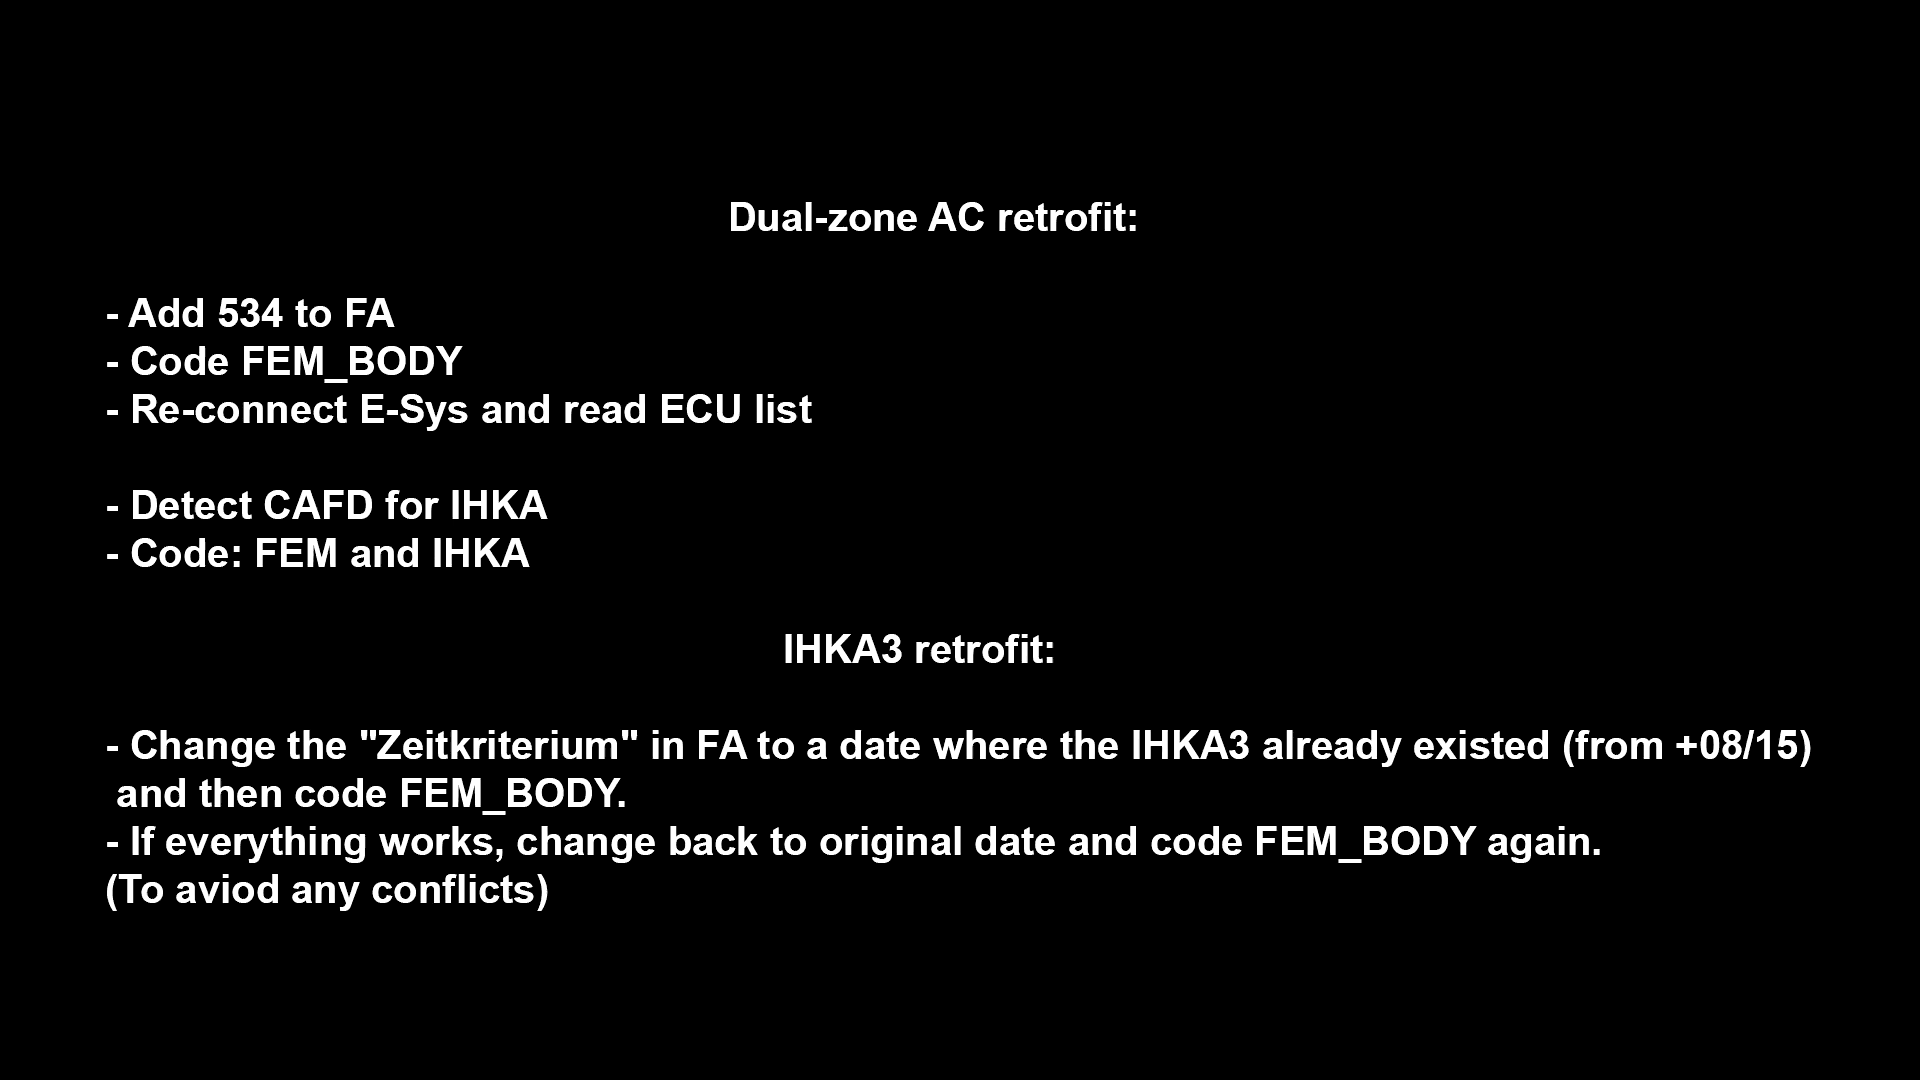 Dual-zone AC retrofit:
- Add 534 to FA
- Code FEM_BODY
- Re-connect E-Sys and read ECU list
- Detect CAFD for IHKA
- Code: FEM and IHKA
IHKA3 retrofit:
- Change the "Zeitkriterium" in FA to a date where the IHKA3 already existed (from +08/15)
and then code FEM_BODY.
- If everything works, change back to original date and code FEM_BODY again.
(To aviod any conflicts)